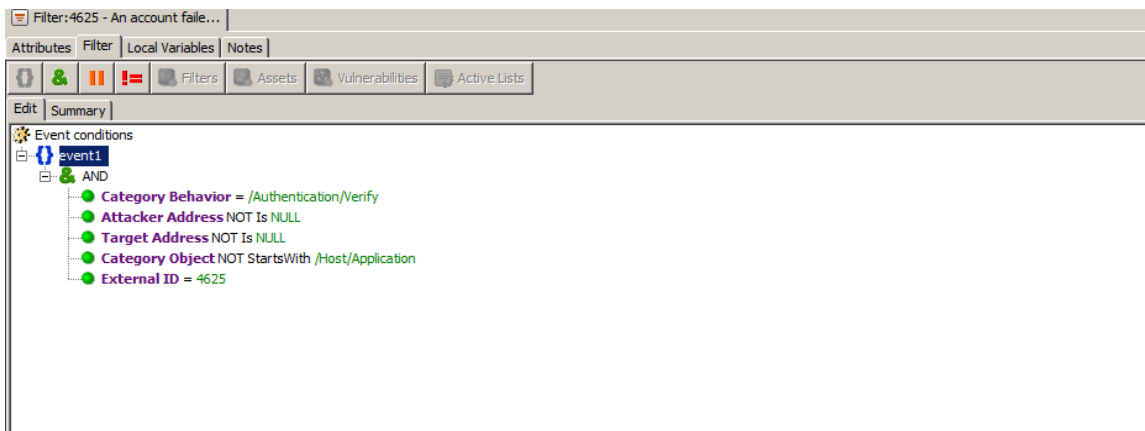 Filter:4625 - An account faile...
Attributes Filter Local Variables Notes
{} & != Filters Assets Vulnerabilities Active Lists
Edit Summary
Event conditions
{} event1
& AND
Category Behavior = /Authentication/Verify
Attacker Address NOT Is NULL
Target Address NOT Is NULL
Category Object NOT StartsWith /Host/Application
External ID = 4625